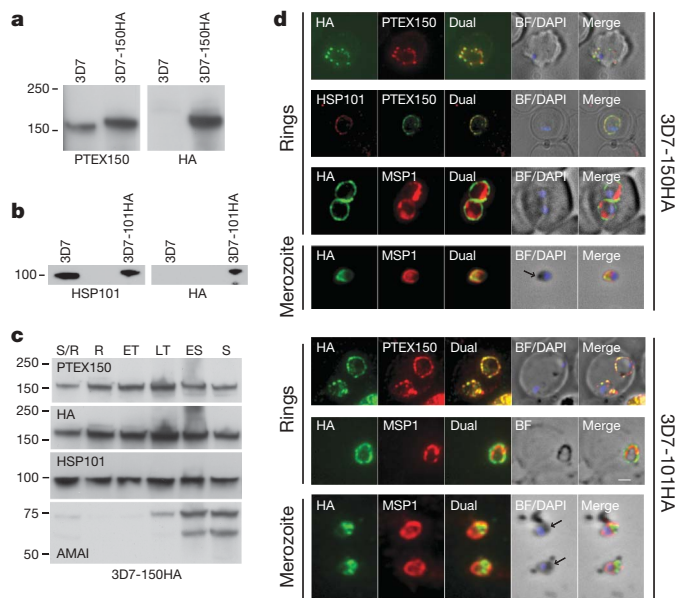 a
3D7
3D7-150HA
3D7
3D7-150HA
250
150
PTEX150
HA
b
3D7
3D7-101HA
3D7
3D7-101HA
100
HSP101
HA
c
S/R R ET LT ES S
250
150
PTEX150
250
150
HA
100
HSP101
75
50
AMAI
3D7-150HA
d
HA PTEX150 Dual BF/DAPI Merge
HSP101 PTEX150 Dual BF/DAPI Merge
HA MSP1 Dual BF/DAPI Merge
Rings
HA MSP1 Dual BF/DAPI Merge
Merozoite
3D7-150HA
HA PTEX150 Dual BF/DAPI Merge
HA MSP1 Dual BF Merge
Rings
HA MSP1 Dual BF/DAPI Merge
Merozoite
3D7-101HA